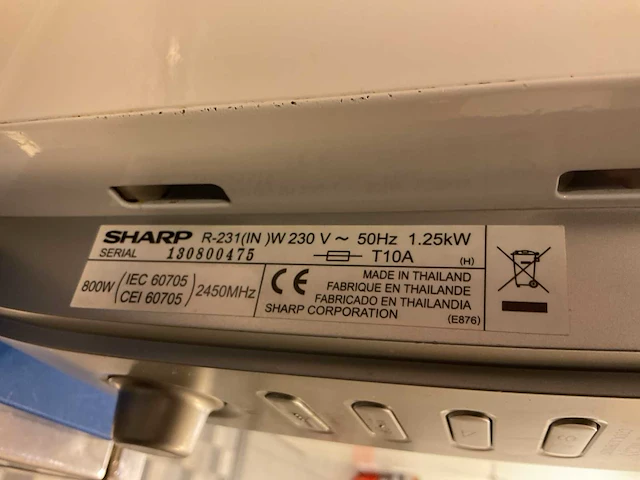 SHARP R-231(IN )W 230 V ~ 50Hz 1.25kW
SERIAL 130800475 T10A (H)
800W (IEC 60705 CEI 60705) 2450MHz
CE
MADE IN THAILAND
FABRIQUE EN THAILANDE
FABRICADO EN THAILANDIA
SHARP CORPORATION (E876)